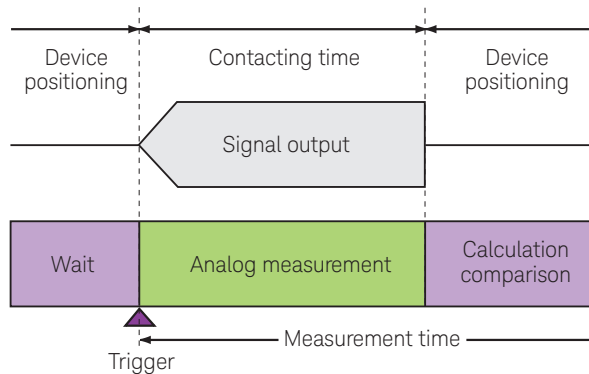 Device
positioning
Contacting time
Device
positioning
Signal output
Wait
Analog measurement
Calculation
comparison
Measurement time
Trigger